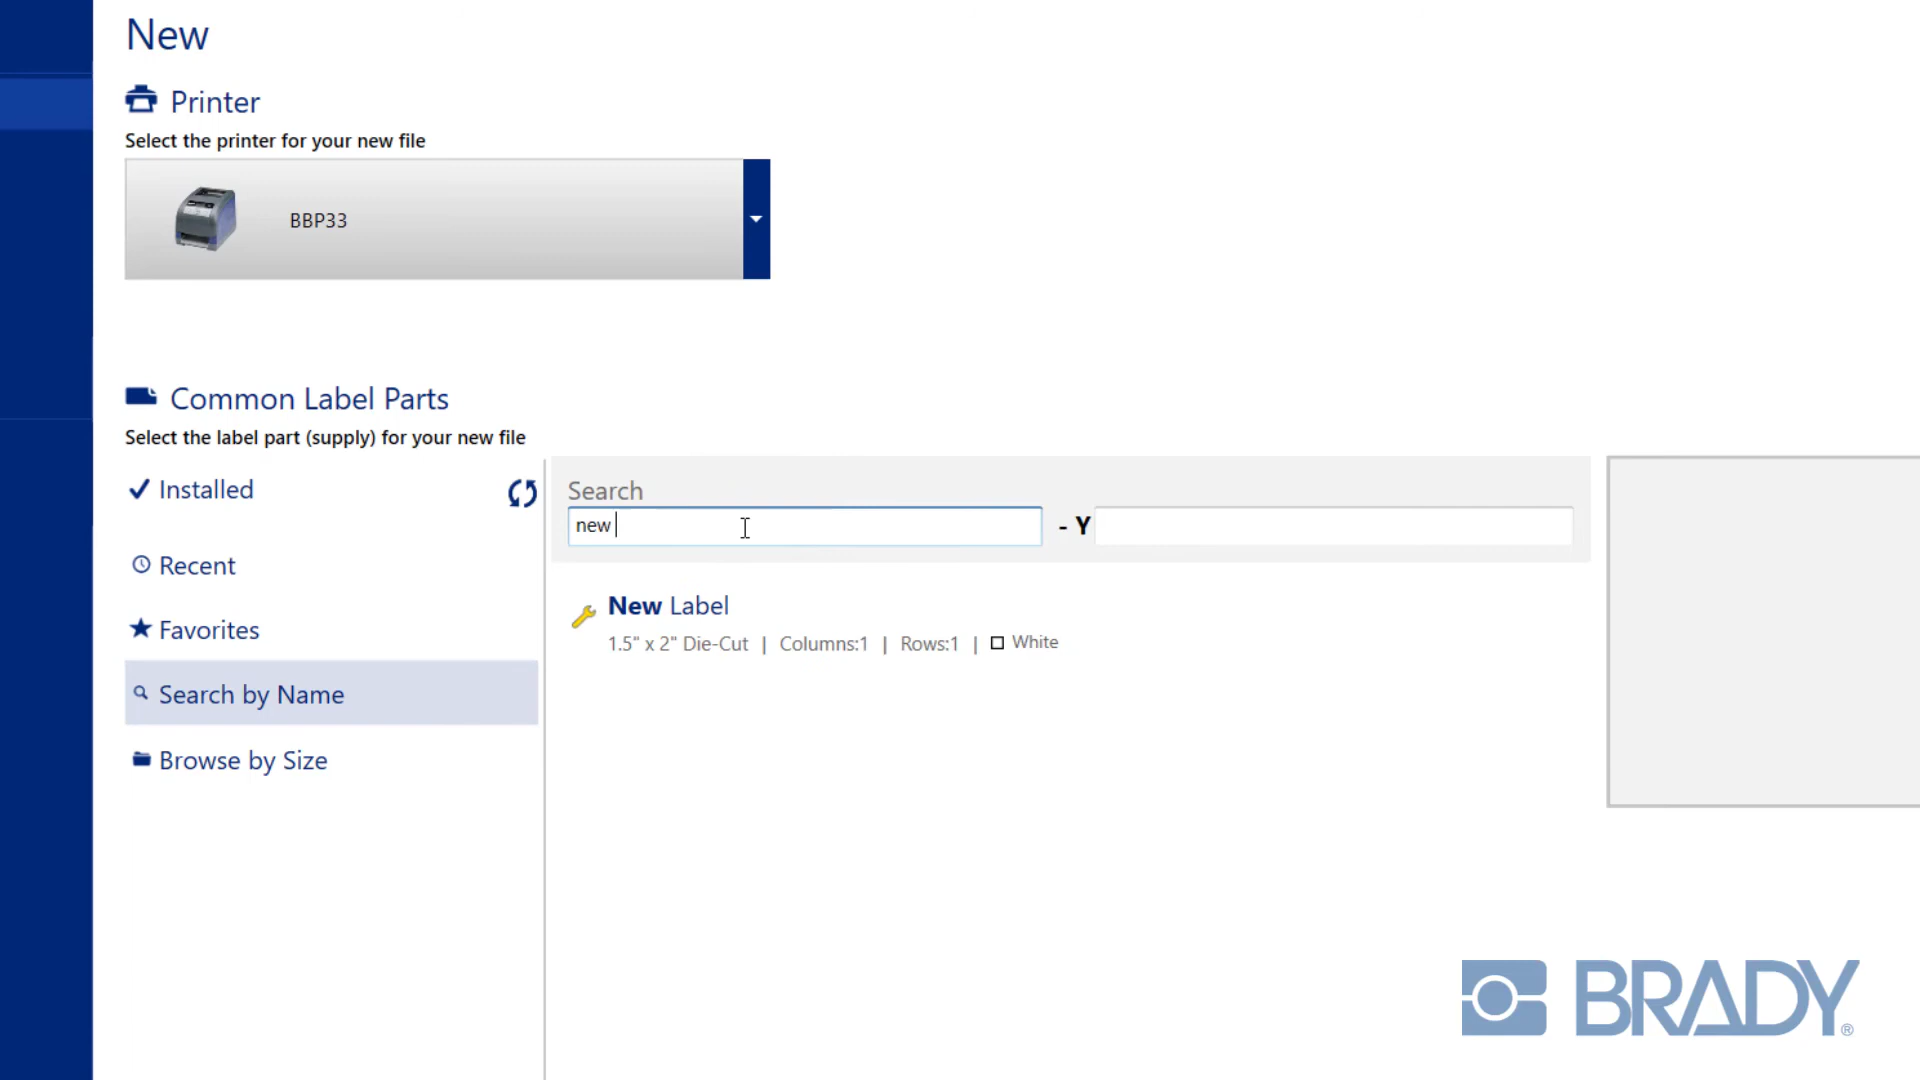 New
Printer
Select the printer for your new file
BBP33
Common Label Parts
Select the label part (supply) for your new file
Installed
Recent
Favorites
Search by Name
Browse by Size
Search
new
- Y
New Label
1.5" x 2" Die-Cut | Columns:1 | Rows:1 | White
BRADY®